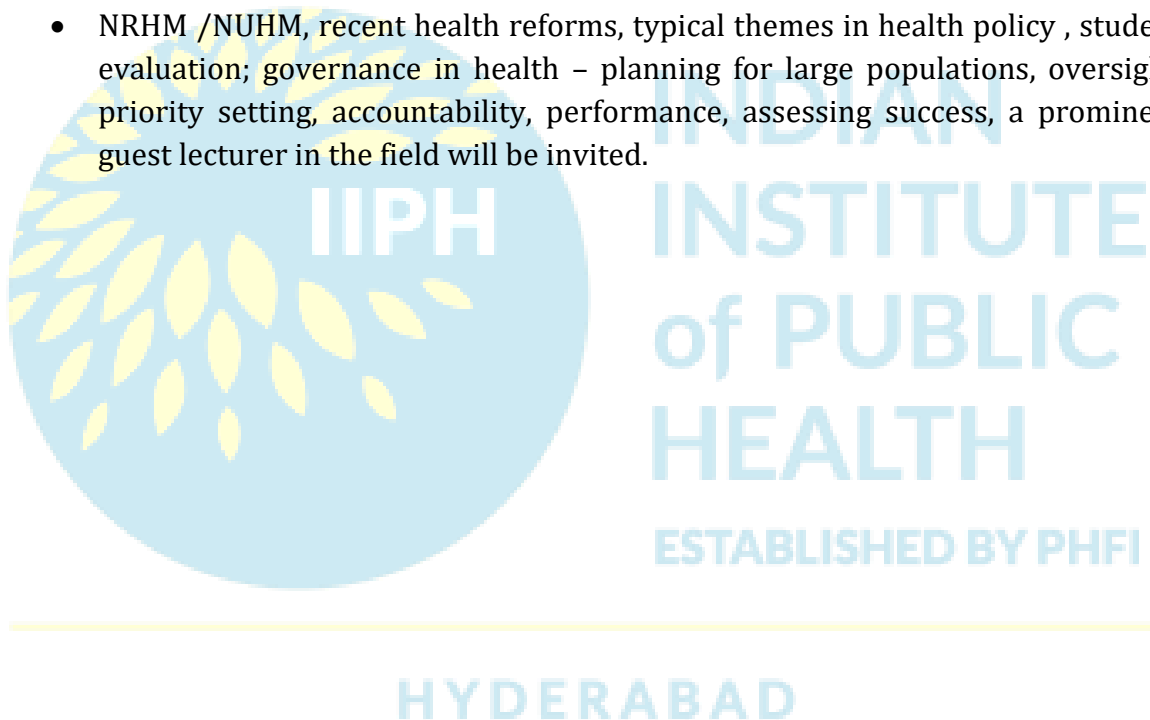 • NRHM /NUHM, recent health reforms, typical themes in health policy , stude
evaluation; governance in health – planning for large populations, oversigh
priority setting, accountability, performance, assessing success, a promine
guest lecturer in the field will be invited.
IIPH
INDIAN
INSTITUTE
of PUBLIC
HEALTH
ESTABLISHED BY PHFI
HYDERABAD